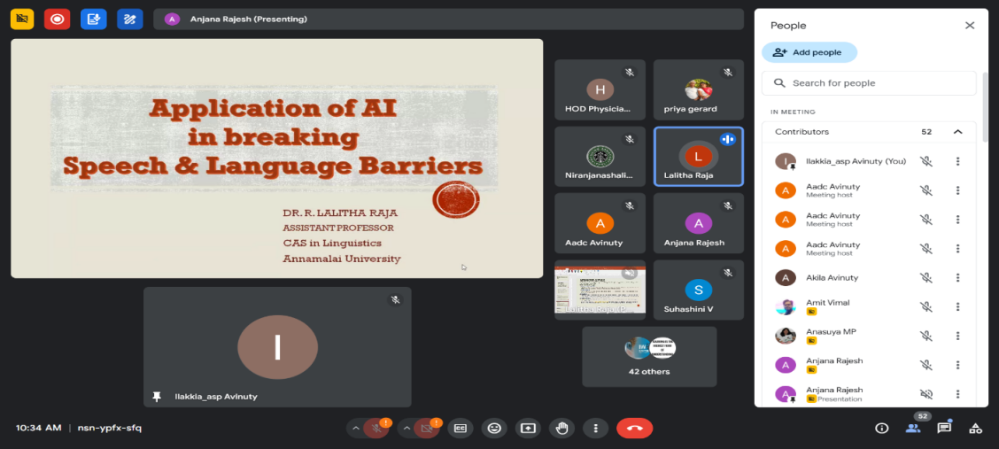 Anjana Rajesh (Presenting)
Application of AI
in breaking
Speech & Language Barriers
DR. R. LALITHA RAJA
ASSISTANT PROFESSOR
CAS in Linguistics
Annamalai University
H
HOD Physicia...
priya gerard
Niranjanashali...
L
Lalitha Raja
A
Aadc Avinuty
A
Anjana Rajesh
S
Suhashini V
42 others
I
Ilakkia_asp Avinuty
People
Add people
Search for people
IN MEETING
Contributors
52
I
Ilakkia_asp Avinuty (You)
A
Aadc Avinuty
Meeting host
A
Aadc Avinuty
Meeting host
A
Aadc Avinuty
Meeting host
A
Akila Avinuty
Amit Vimal
Anasuya MP
A
Anjana Rajesh
A
Anjana Rajesh
Presentation
10:34 AM | nsn-ypfx-sfq
CC
52